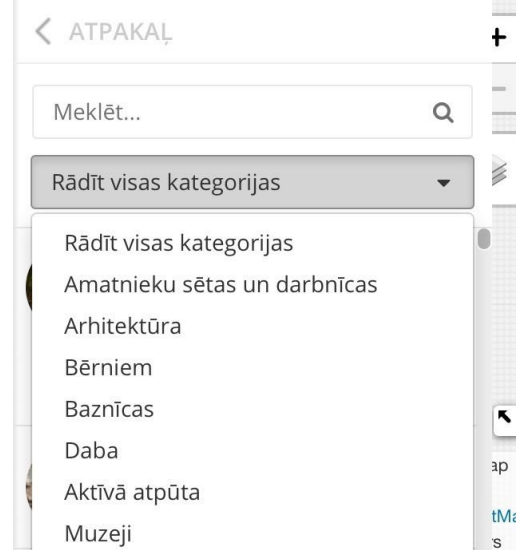 ATPAKAĻ
Meklēt...
Rādīt visas kategorijas
Rādīt visas kategorijas
Amatnieku sētas un darbnīcas
Arhitektūra
Bērniem
Baznīcas
Daba
Aktīvā atpūta
Muzeji